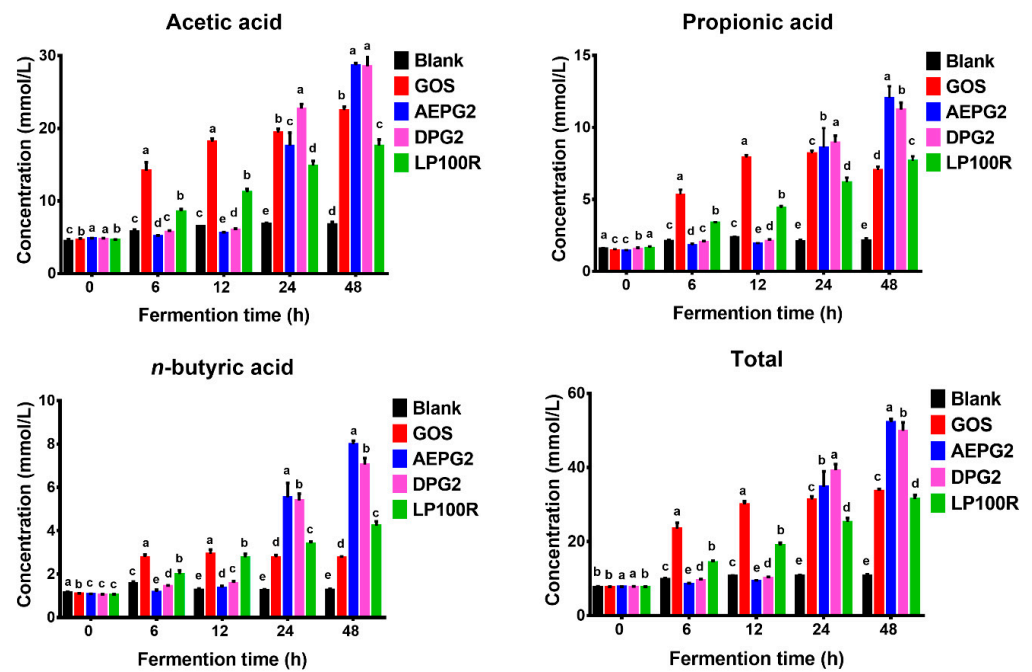 Acetic acid
Concentration (mmol/L)
30
20
10
0
c b a a b
c a d c b
c a e d b
e b c a d
d b a a c
0 6 12 24 48
Fermention time (h)
Blank
GOS
AEPG2
DPG2
LP100R
Propionic acid
Concentration (mmol/L)
15
10
5
0
a c c b a
c a d c b
c a e d b
e c b a d
e d a b c
0 6 12 24 48
Fermention time (h)
Blank
GOS
AEPG2
DPG2
LP100R
n-butyric acid
Concentration (mmol/L)
8
6
4
2
0
a b c c c
c a e d b
e a d c b
e d a b c
e d a b c
0 6 12 24 48
Fermention time (h)
Blank
GOS
AEPG2
DPG2
LP100R
Total
Concentration (mmol/L)
60
40
20
0
b b a a b
c a e d b
c a e d b
e c b a d
e c a b d
0 6 12 24 48
Fermention time (h)
Blank
GOS
AEPG2
DPG2
LP100R